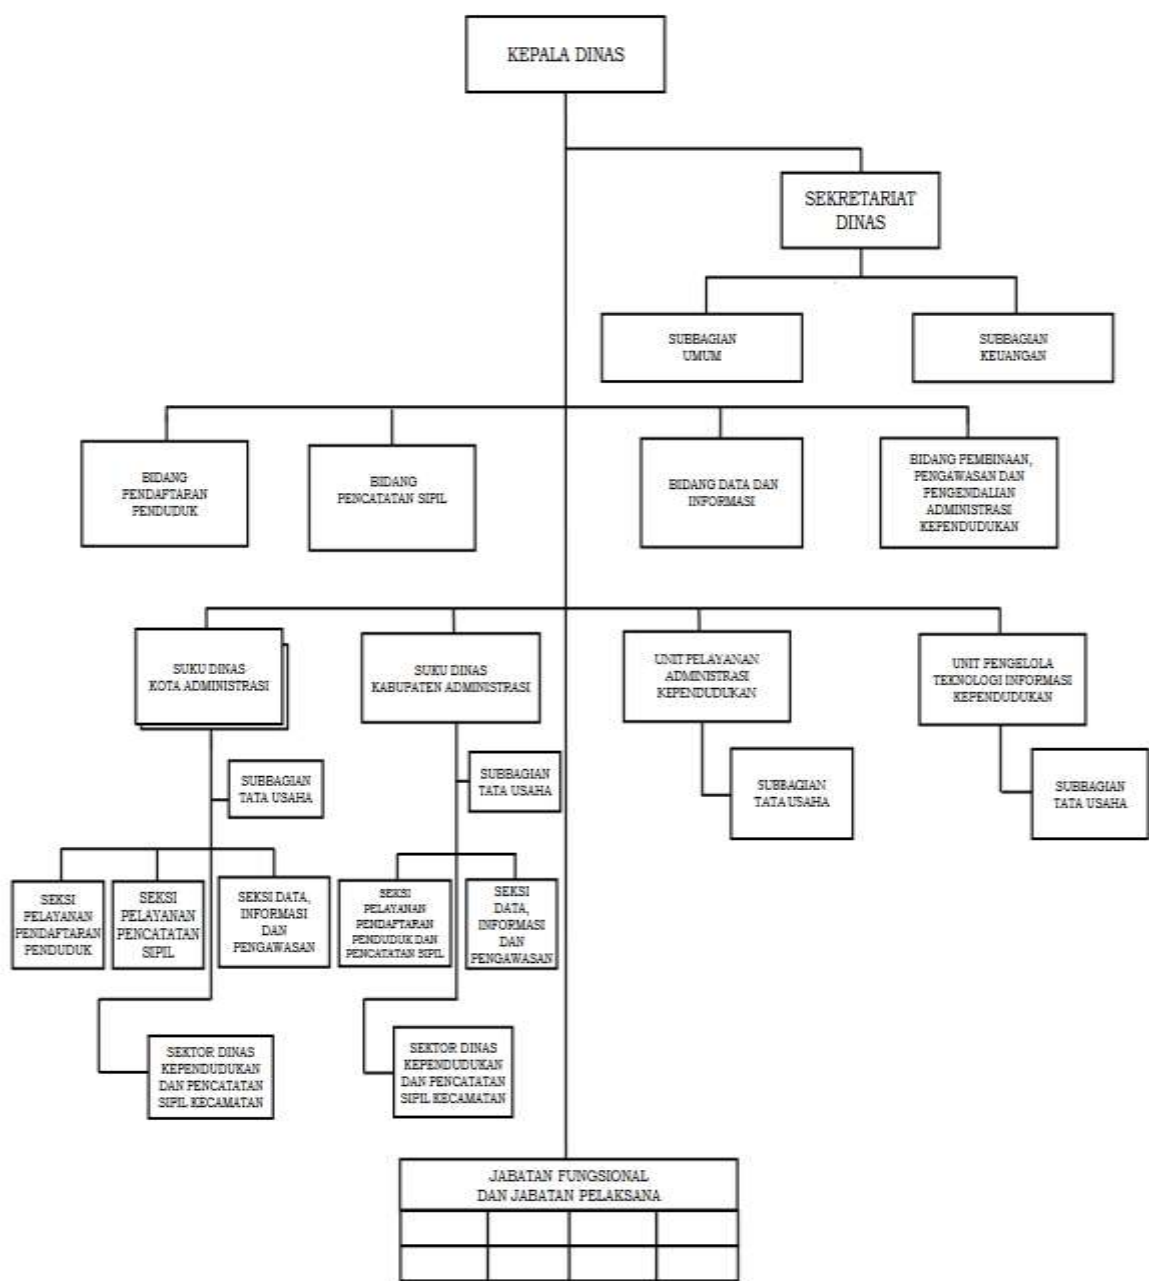 KEPALA DINAS
SEKRETARIAT
DINAS
SUBBAGIAN
UMUM
SUBBAGIAN
KEUANGAN
BIDANG
PENDAFTARAN
PENDUDUK
BIDANG
PENCATATAN SIPIL
BIDANG DATA DAN
INFORMASI
BIDANG PEMBINAAN,
PENGAWASAN DAN
PENGENDALIAN
ADMINISTRASI
KEPENDUDUKAN
SUKU DINAS
KOTA ADMINISTRASI
SUKU DINAS
KABUPATEN ADMINISTRASI
UNIT PELAYANAN
ADMINISTRASI
KEPENDUDUKAN
UNIT PENGELOLA
TEKNOLOGI INFORMASI
KEPENDUDUKAN
SUBBAGIAN
TATA USAHA
SUBBAGIAN
TATA USAHA
SUBBAGIAN
TATA USAHA
SUBBAGIAN
TATA USAHA
SEKSI
PELAYANAN
PENDAFTARAN
PENDUDUK
SEKSI
PELAYANAN
PENCATATAN
SIPIL
SEKSI DATA,
INFORMASI
DAN
PENGAWASAN
SEKSI
PELAYANAN
PENDAFTARAN
PENDUDUK DAN
PENCATATAN SIPIL
SEKSI
DATA,
INFORMASI
DAN
PENGAWASAN
SEKTOR DINAS
KEPENDUDUKAN
DAN PENCATATAN
SIPIL KECAMATAN
SEKTOR DINAS
KEPENDUDUKAN
DAN PENCATATAN
SIPIL KECAMATAN
JABATAN FUNGSIONAL
DAN JABATAN PELAKSANA